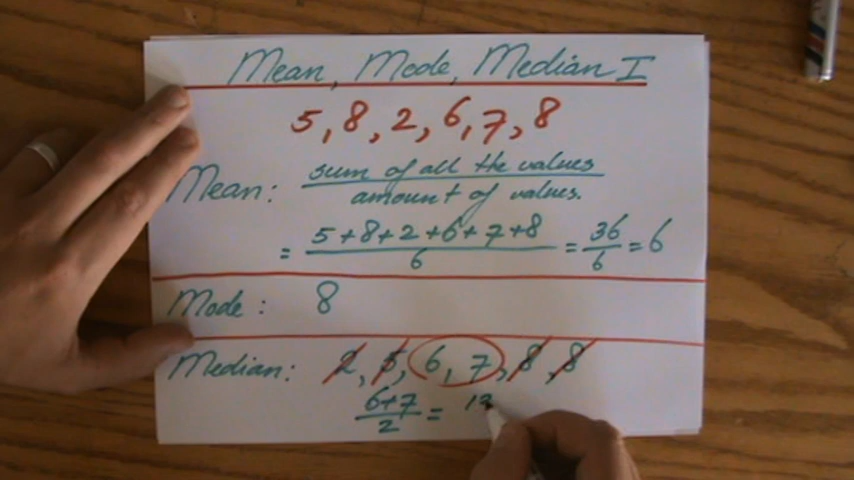 Mean, Mode, Median I
5, 8, 2, 6, 7, 8
Mean: sum of all the values
amount of values.
= 5+8+2+6+7+8 / 6 = 36/6 = 6
Mode: 8
Median: 2, 5, 6, 7, 8, 8
6+7 / 2 =